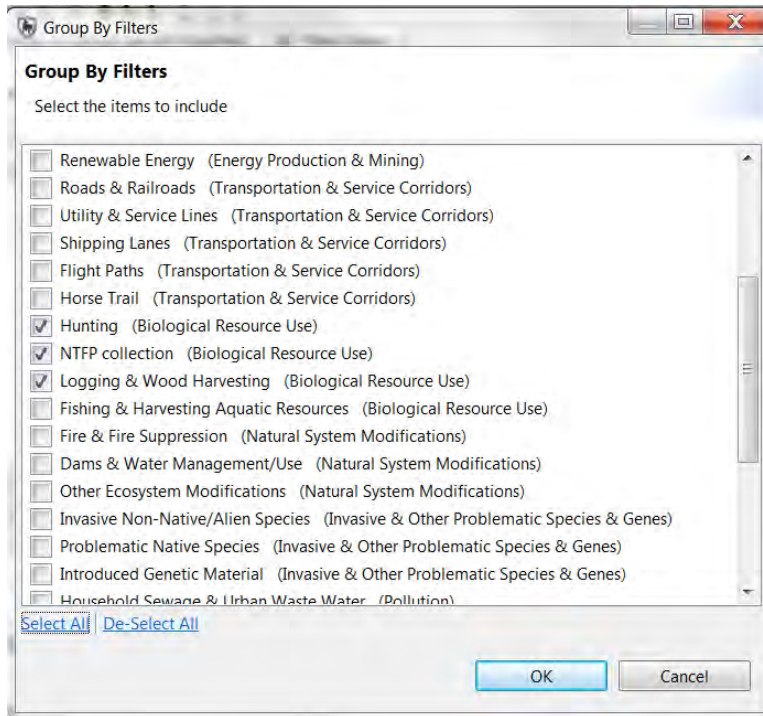 Group By Filters
Group By Filters
Select the items to include
Renewable Energy (Energy Production & Mining)
Roads & Railroads (Transportation & Service Corridors)
Utility & Service Lines (Transportation & Service Corridors)
Shipping Lanes (Transportation & Service Corridors)
Flight Paths (Transportation & Service Corridors)
Horse Trail (Transportation & Service Corridors)
Hunting (Biological Resource Use)
NTFP collection (Biological Resource Use)
Logging & Wood Harvesting (Biological Resource Use)
Fishing & Harvesting Aquatic Resources (Biological Resource Use)
Fire & Fire Suppression (Natural System Modifications)
Dams & Water Management/Use (Natural System Modifications)
Other Ecosystem Modifications (Natural System Modifications)
Invasive Non-Native/Alien Species (Invasive & Other Problematic Species & Genes)
Problematic Native Species (Invasive & Other Problematic Species & Genes)
Introduced Genetic Material (Invasive & Other Problematic Species & Genes)
Household Sewage & Urban Waste Water (Pollution)
Select All De-Select All
OK Cancel